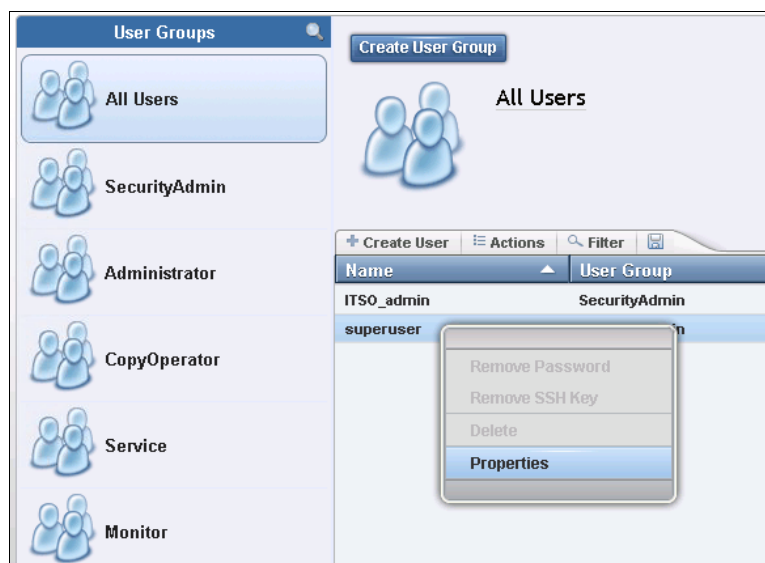 User Groups
All Users
SecurityAdmin
Administrator
CopyOperator
Service
Monitor
Create User Group
All Users
Create User Actions Filter
Name User Group
ITSO_admin SecurityAdmin
superuser
Remove Password
Remove SSH Key
Delete
Properties